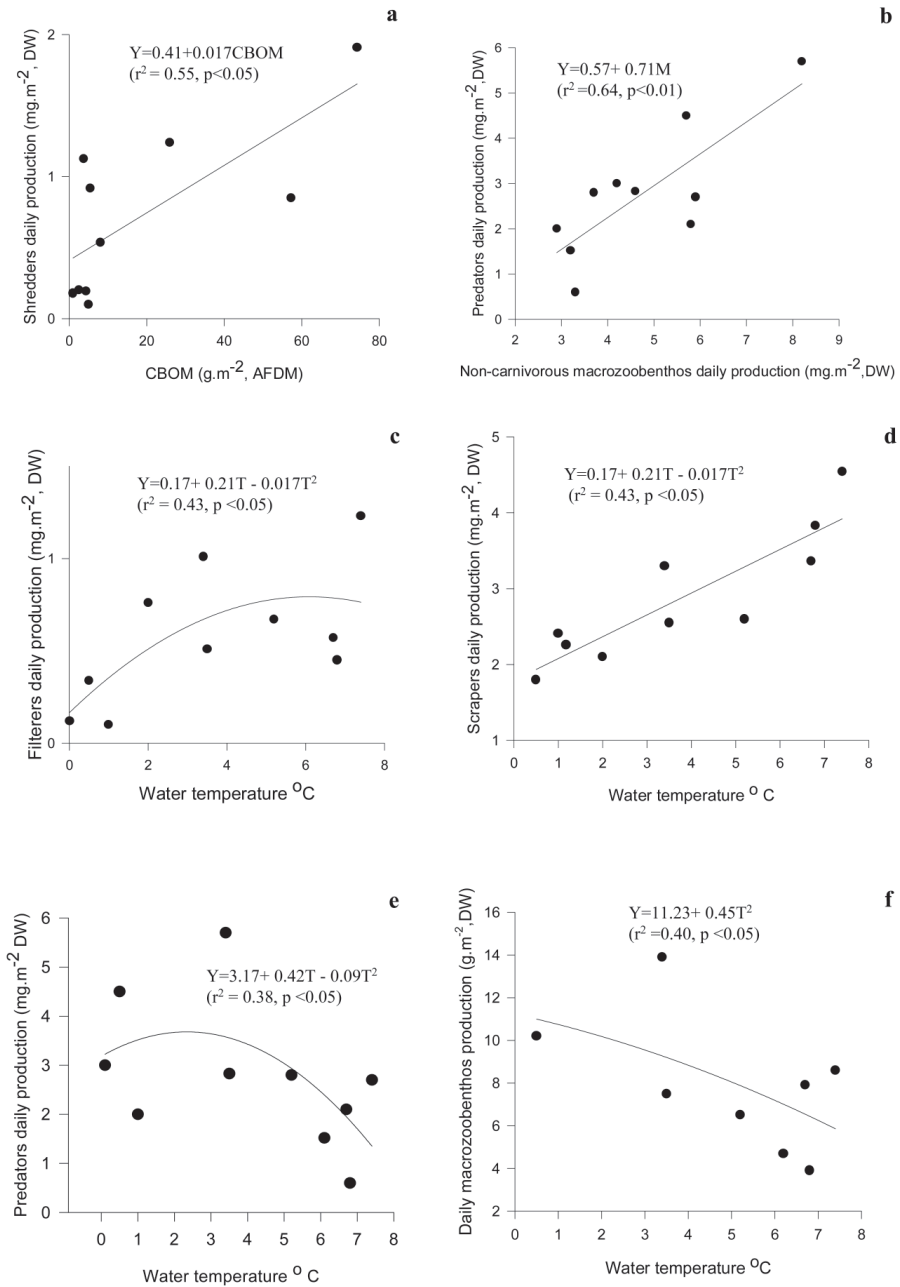 a
Y=0.41+0.017CBOM
(r² = 0.55, p<0.05)
Shredders daily production (mg.m⁻², DW)
2
1
0
0 20 40 60 80
CBOM (g.m⁻², AFDM)
b
Y=0.57+ 0.71M
(r² =0.64, p<0.01)
Predators daily production (mg.m⁻²,DW)
6
5
4
3
2
1
0
2 3 4 5 6 7 8 9
Non-carnivorous macrozoobenthos daily production (mg.m⁻²,DW)
c
Y=0.17+ 0.21T - 0.017T²
(r² = 0.43, p <0.05)
Filterers daily production (mg.m⁻², DW)
1
0
0 2 4 6 8
Water temperature ᴼC
d
Y=0.17+ 0.21T - 0.017T²
(r² = 0.43, p <0.05)
Scrapers daily production (mg.m⁻², DW)
5
4
3
2
1
0 1 2 3 4 5 6 7 8
Water temperature ᴼ C
e
Y=3.17+ 0.42T - 0.09T²
(r² = 0.38, p <0.05)
Predators daily production (mg.m⁻² DW)
6
5
4
3
2
1
0
0 1 2 3 4 5 6 7 8
Water temperature ᴼ C
f
Y=11.23+ 0.45T²
(r² =0.40, p <0.05)
Daily macrozoobenthos production (g.m⁻²,DW)
16
14
12
10
8
6
4
2
0 1 2 3 4 5 6 7 8
Water temperature ᴼC